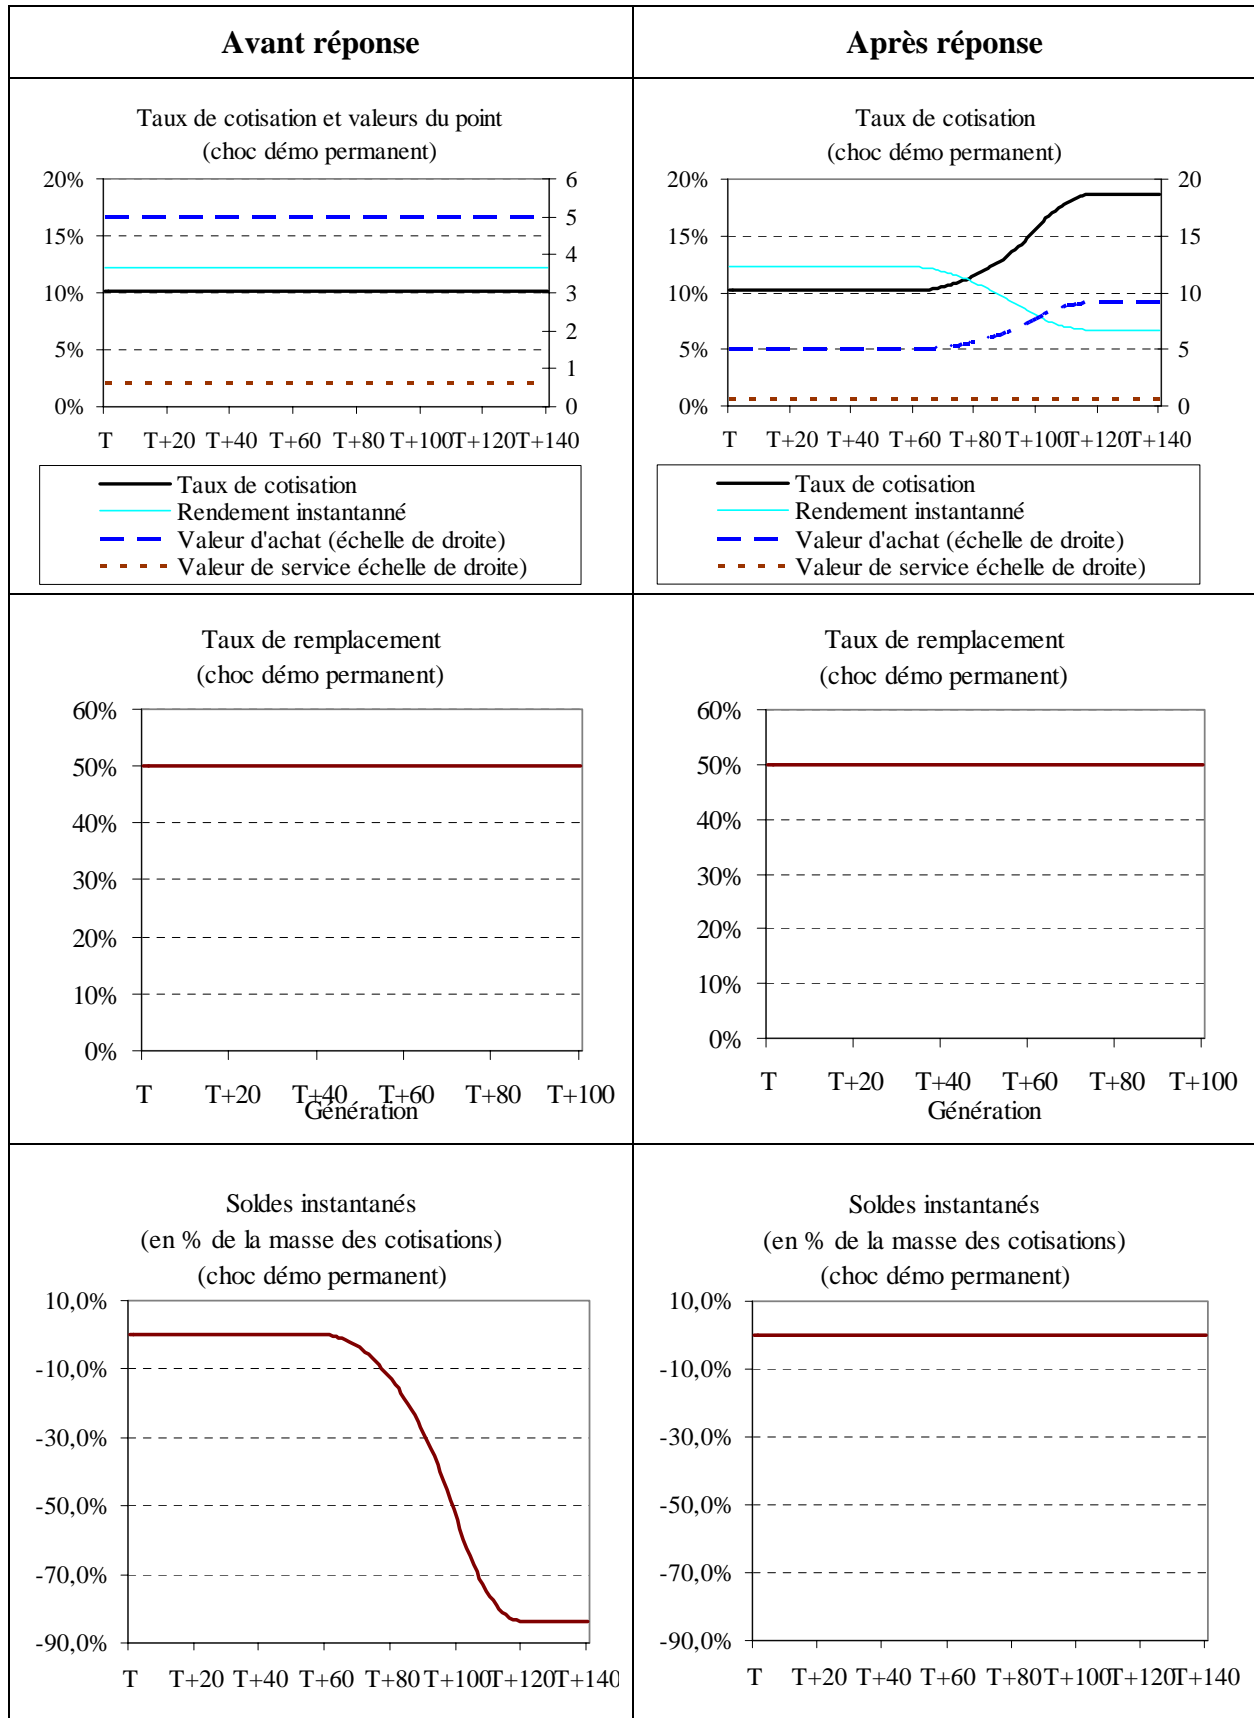 Avant réponse
Après réponse
Taux de cotisation et valeurs du point
(choc démo permanent)
20%
15%
10%
5%
0%
6
5
4
3
2
1
0
T T+20 T+40 T+60 T+80 T+100T+120T+140
Taux de cotisation
Rendement instantanné
Valeur d'achat (échelle de droite)
Valeur de service échelle de droite)
Taux de cotisation
(choc démo permanent)
20%
15%
10%
5%
0%
20
15
10
5
0
T T+20 T+40 T+60 T+80 T+100T+120T+140
Taux de cotisation
Rendement instantanné
Valeur d'achat (échelle de droite)
Valeur de service échelle de droite)
Taux de remplacement
(choc démo permanent)
60%
50%
40%
30%
20%
10%
0%
T T+20 T+40 T+60 T+80 T+100
Génération
Taux de remplacement
(choc démo permanent)
60%
50%
40%
30%
20%
10%
0%
T T+20 T+40 T+60 T+80 T+100
Génération
Soldes instantanés
(en % de la masse des cotisations)
(choc démo permanent)
10,0%
-10,0%
-30,0%
-50,0%
-70,0%
-90,0%
T T+20 T+40 T+60 T+80 T+100 T+120T+140
Soldes instantanés
(en % de la masse des cotisations)
(choc démo permanent)
10,0%
-10,0%
-30,0%
-50,0%
-70,0%
-90,0%
T T+20 T+40 T+60 T+80 T+100 T+120T+140